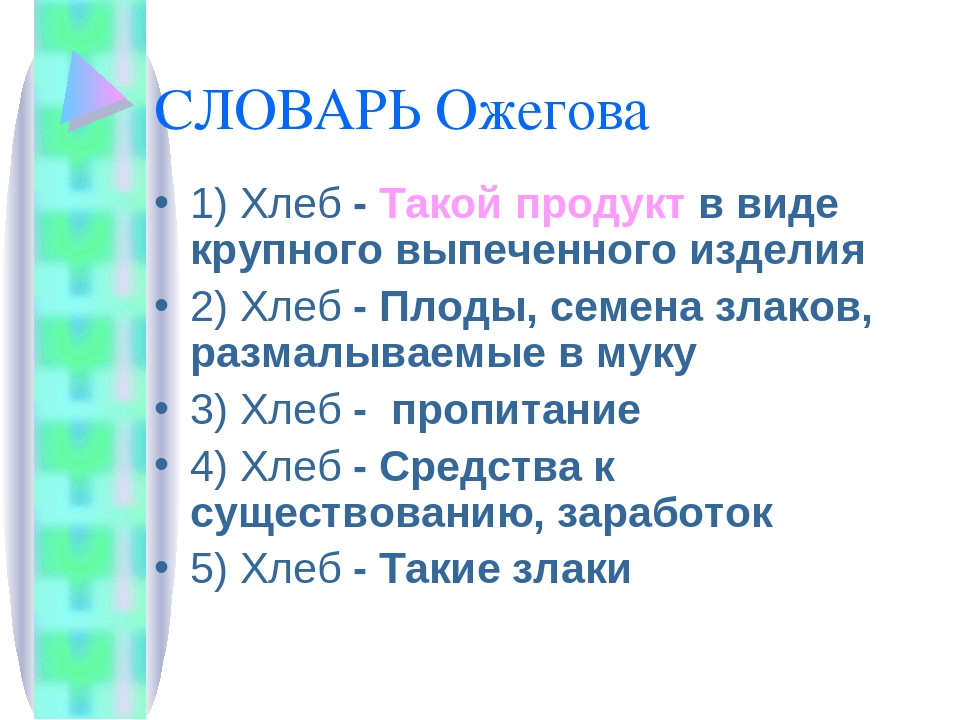 СЛОВАРЬ Ожегова
• 1) Хлеб - Такой продукт в виде
крупного выпеченного изделия
• 2) Хлеб - Плоды, семена злаков,
размалываемые в муку
• 3) Хлеб -  пропитание
• 4) Хлеб - Средства к
существованию, заработок
• 5) Хлеб - Такие злаки